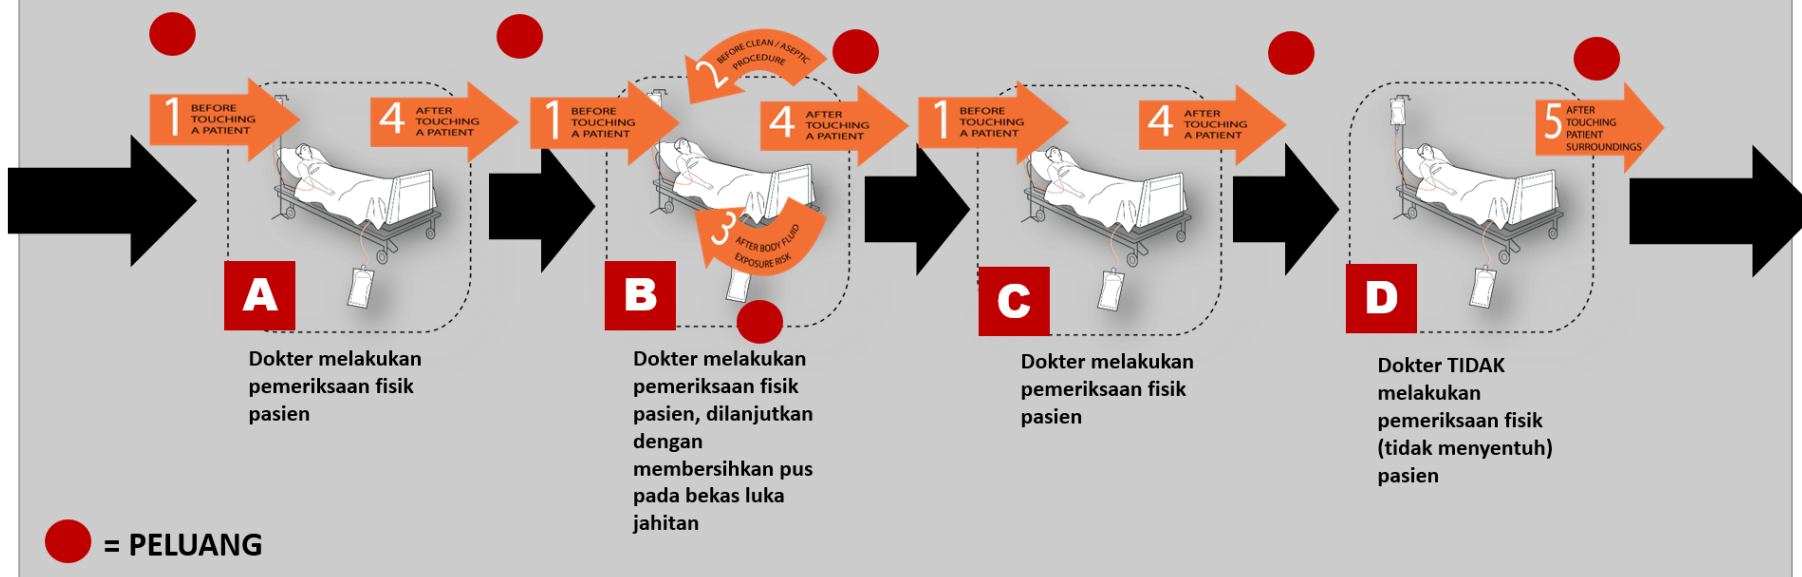 1 BEFORE
TOUCHING
A PATIENT
4 AFTER
TOUCHING
A PATIENT
A
Dokter melakukan
pemeriksaan fisik
pasien
1 BEFORE
TOUCHING
A PATIENT
2 BEFORE CLEAN / ASEPTIC
PROCEDURE
4 AFTER
TOUCHING
A PATIENT
3 AFTER BODY FLUID
EXPOSURE RISK
B
Dokter melakukan
pemeriksaan fisik
pasien, dilanjutkan
dengan
membersihkan pus
pada bekas luka
jahitan
1 BEFORE
TOUCHING
A PATIENT
4 AFTER
TOUCHING
A PATIENT
C
Dokter melakukan
pemeriksaan fisik
pasien
5 AFTER
TOUCHING
PATIENT
SURROUNDINGS
D
Dokter TIDAK
melakukan
pemeriksaan fisik
(tidak menyentuh)
pasien
= PELUANG